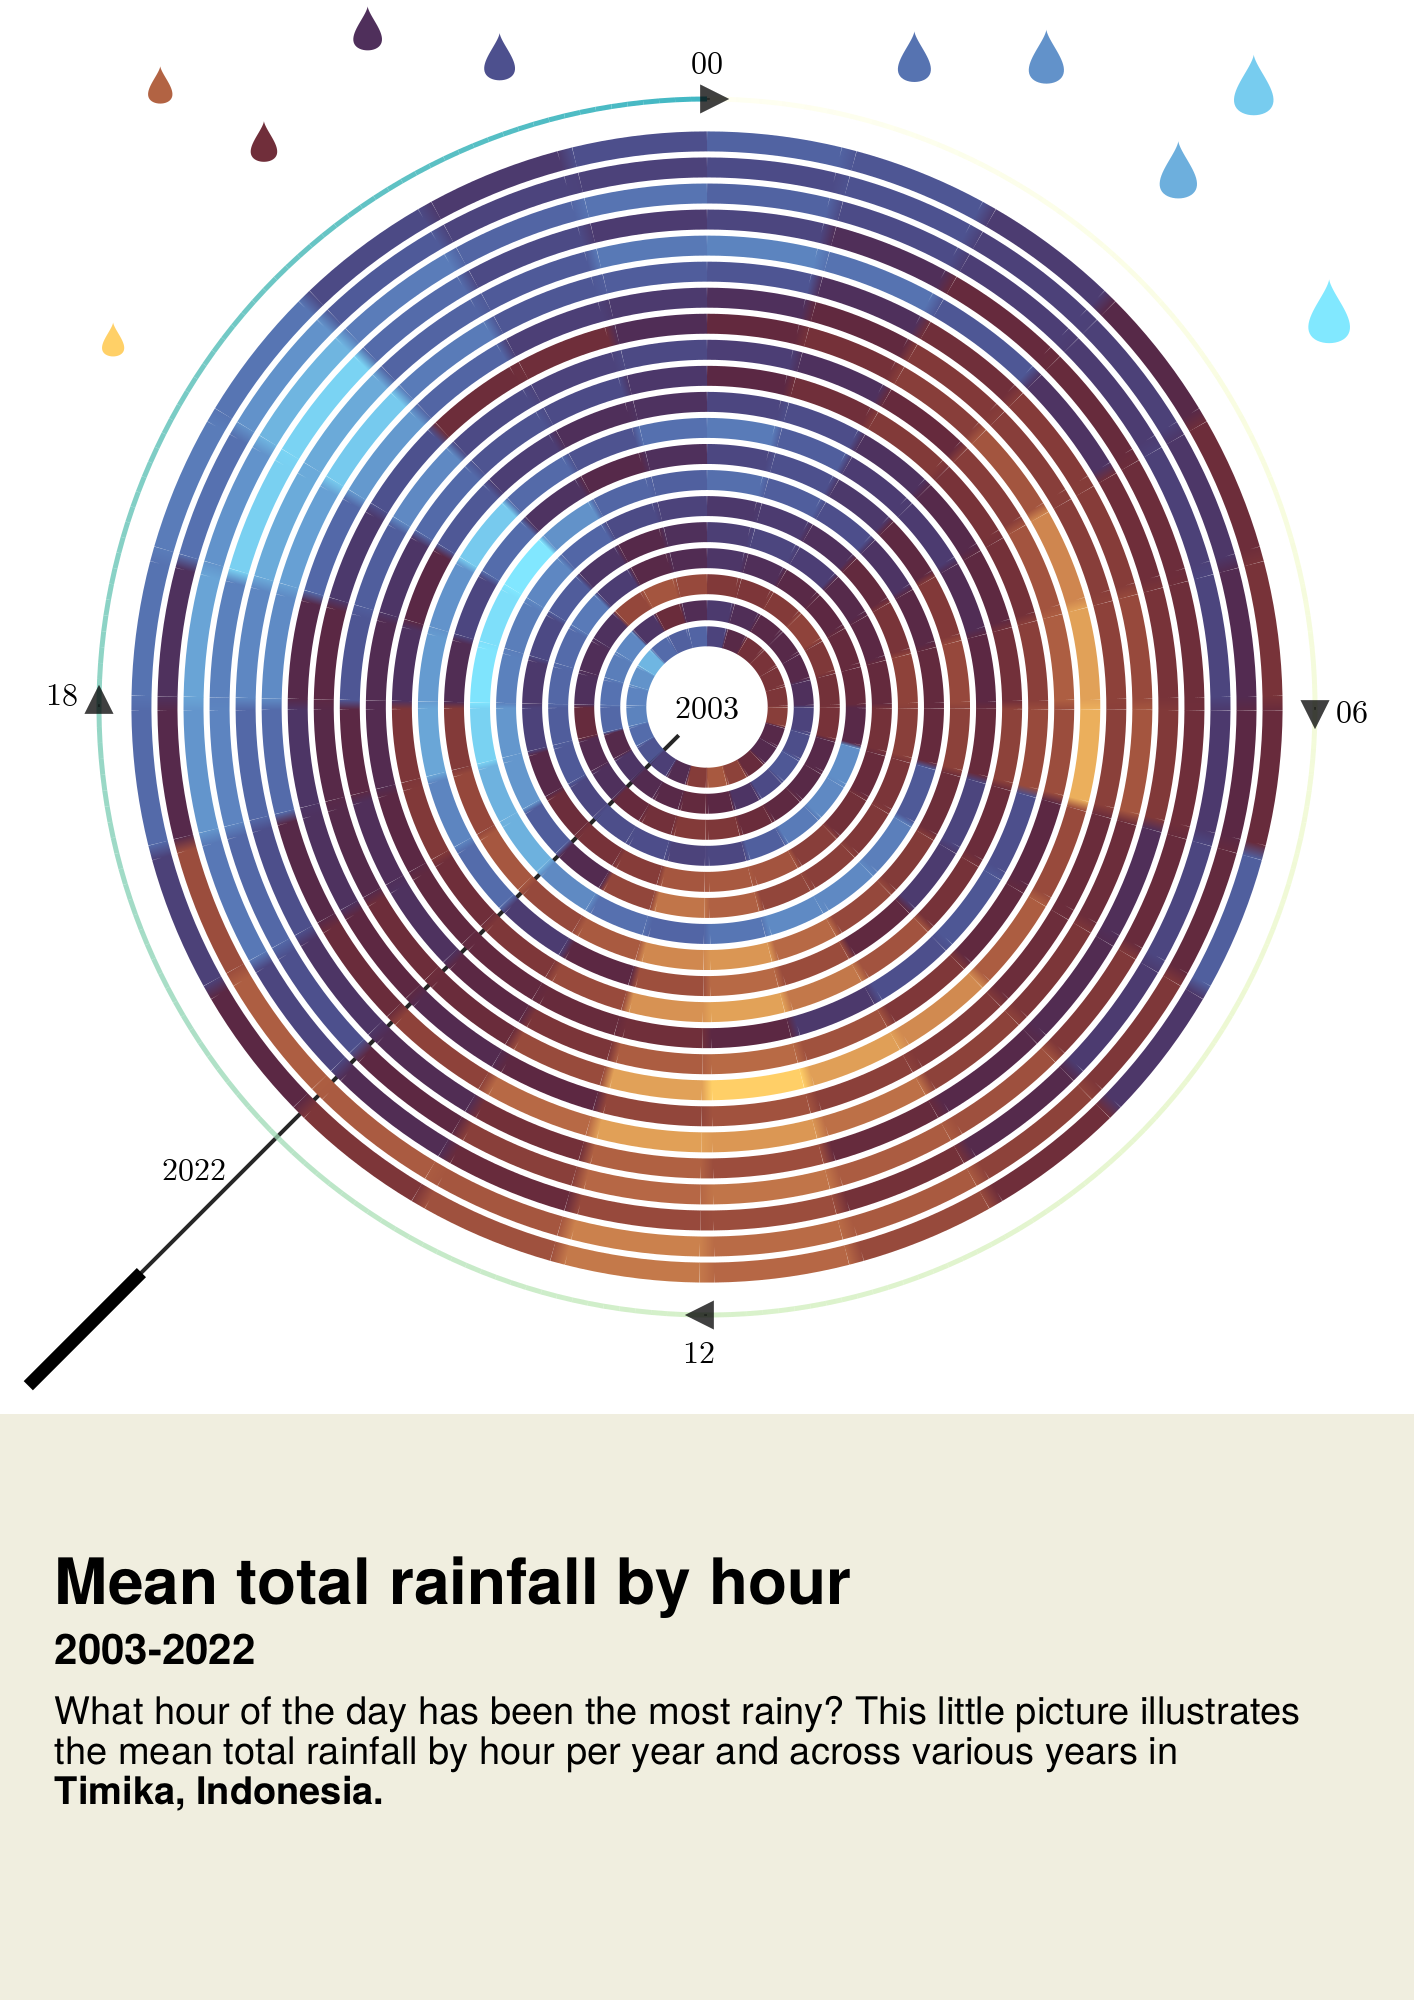 00
18
2003
06
2022
12
Mean total rainfall by hour
2003-2022
What hour of the day has been the most rainy? This little picture illustrates
the mean total rainfall by hour per year and across various years in
Timika, Indonesia.